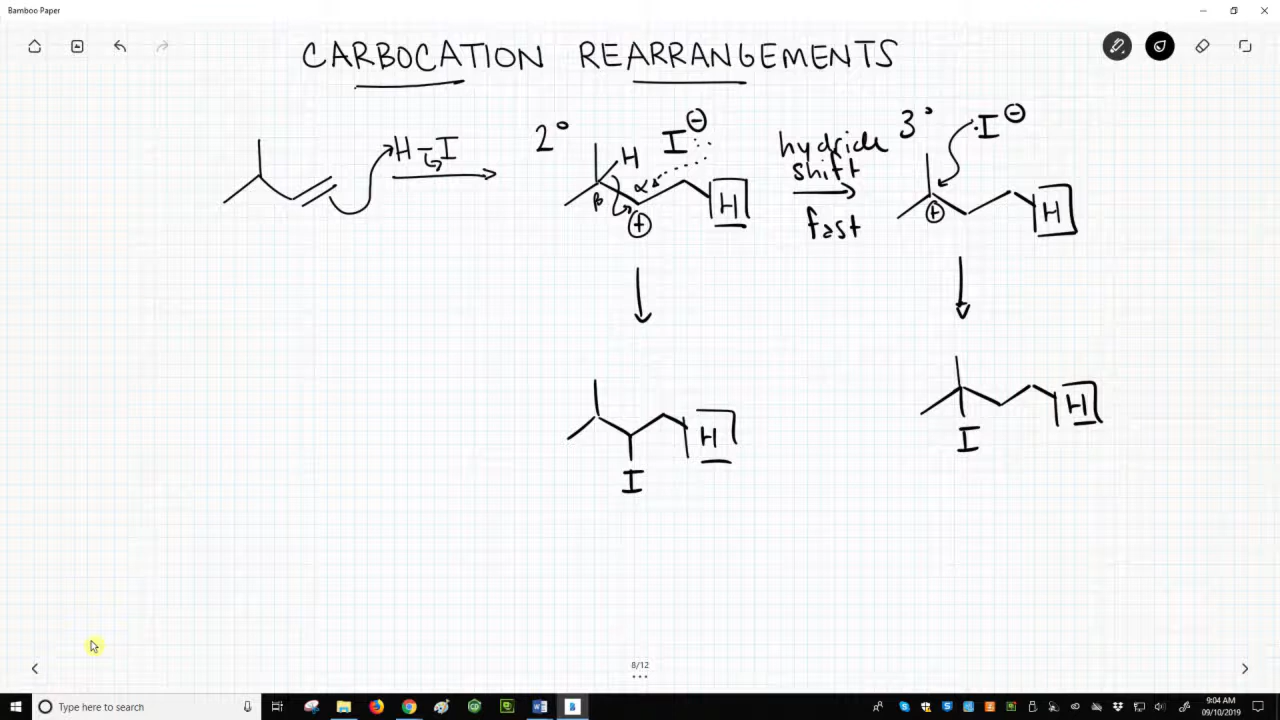 Bamboo Paper
CARBOCATION REARRANGEMENTS
H-I
2°
H
I⊖
α
β
⊕
H
hydride
shift
fast
3°
I⊖
⊕
H
I
H
I
H
8/12
Type here to search
9:04 AM
09/10/2019